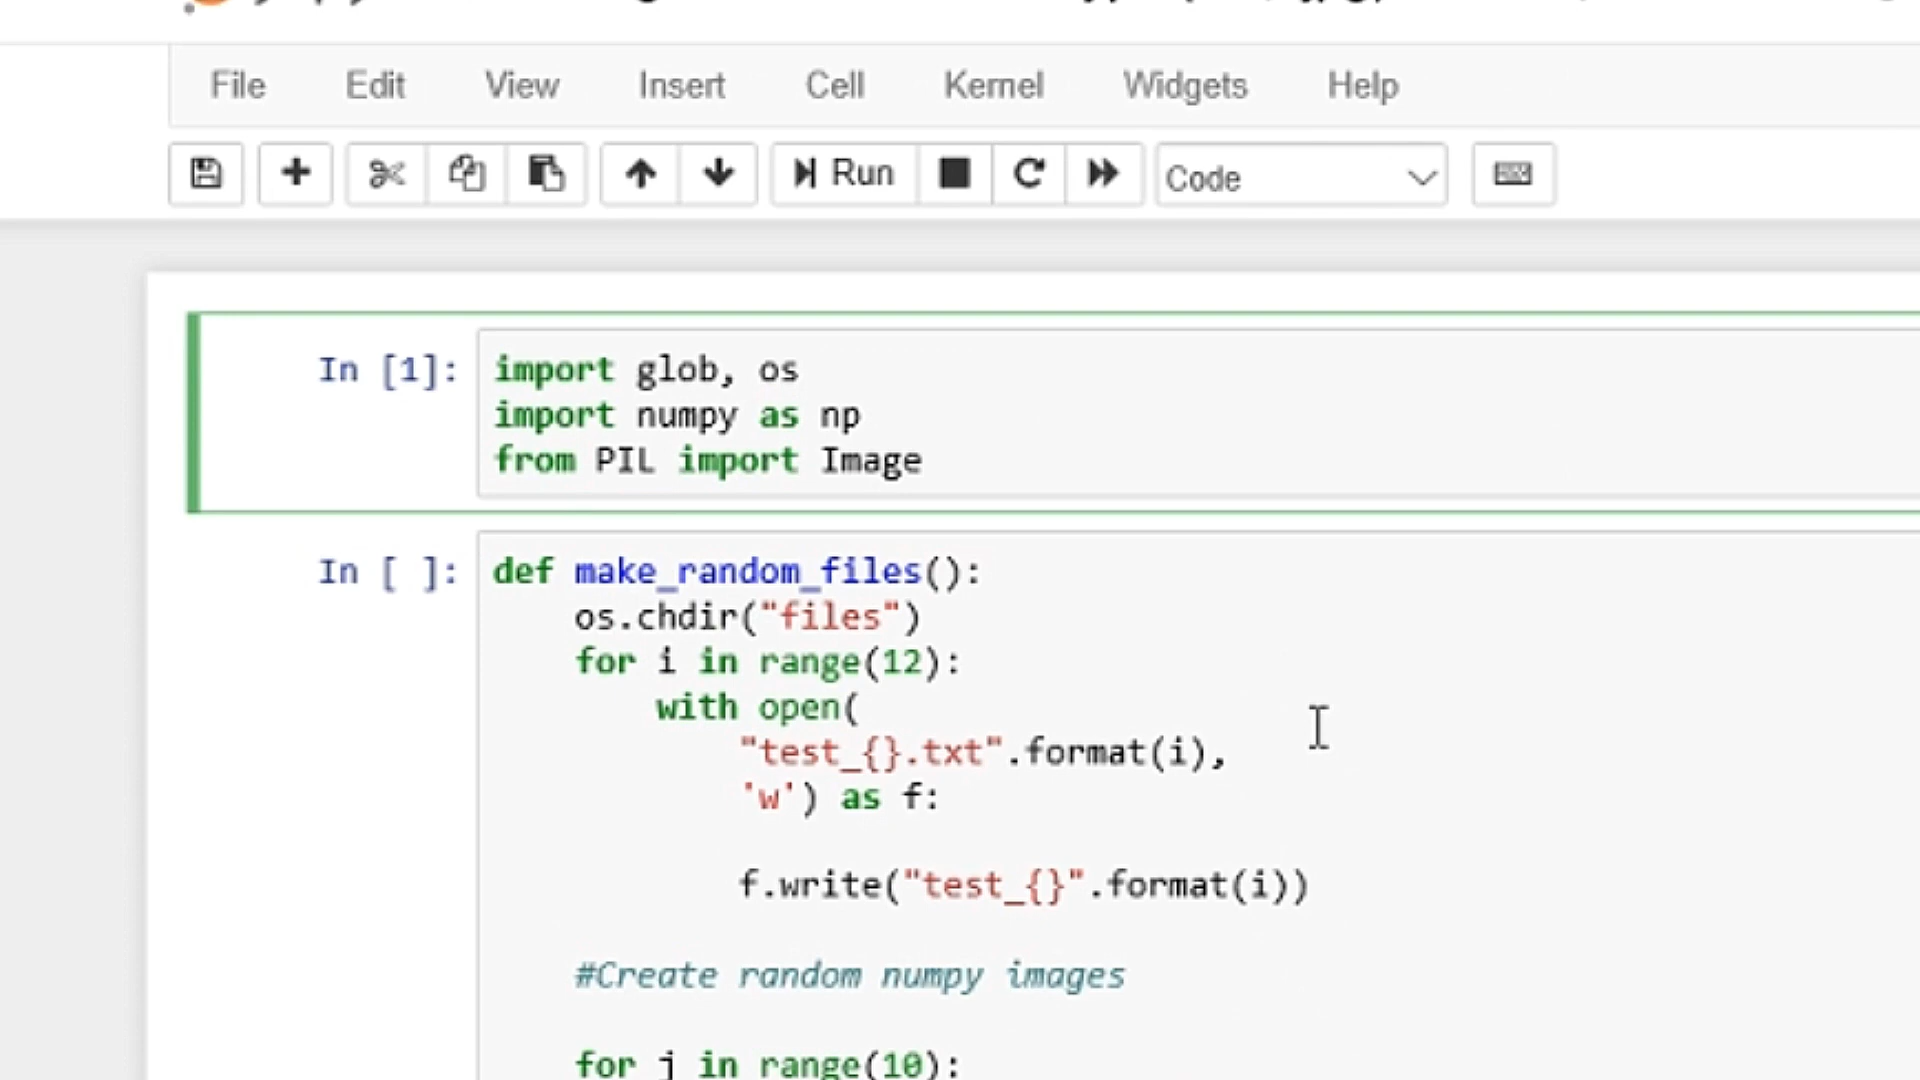 File Edit View Insert Cell Kernel Widgets Help
Run Code
In [1]: import glob, os
import numpy as np
from PIL import Image
In [ ]: def make_random_files():
os.chdir("files")
for i in range(12):
with open(
"test_{}.txt".format(i),
'w') as f:
f.write("test_{}".format(i))
#Create random numpy images
for j in range(10):